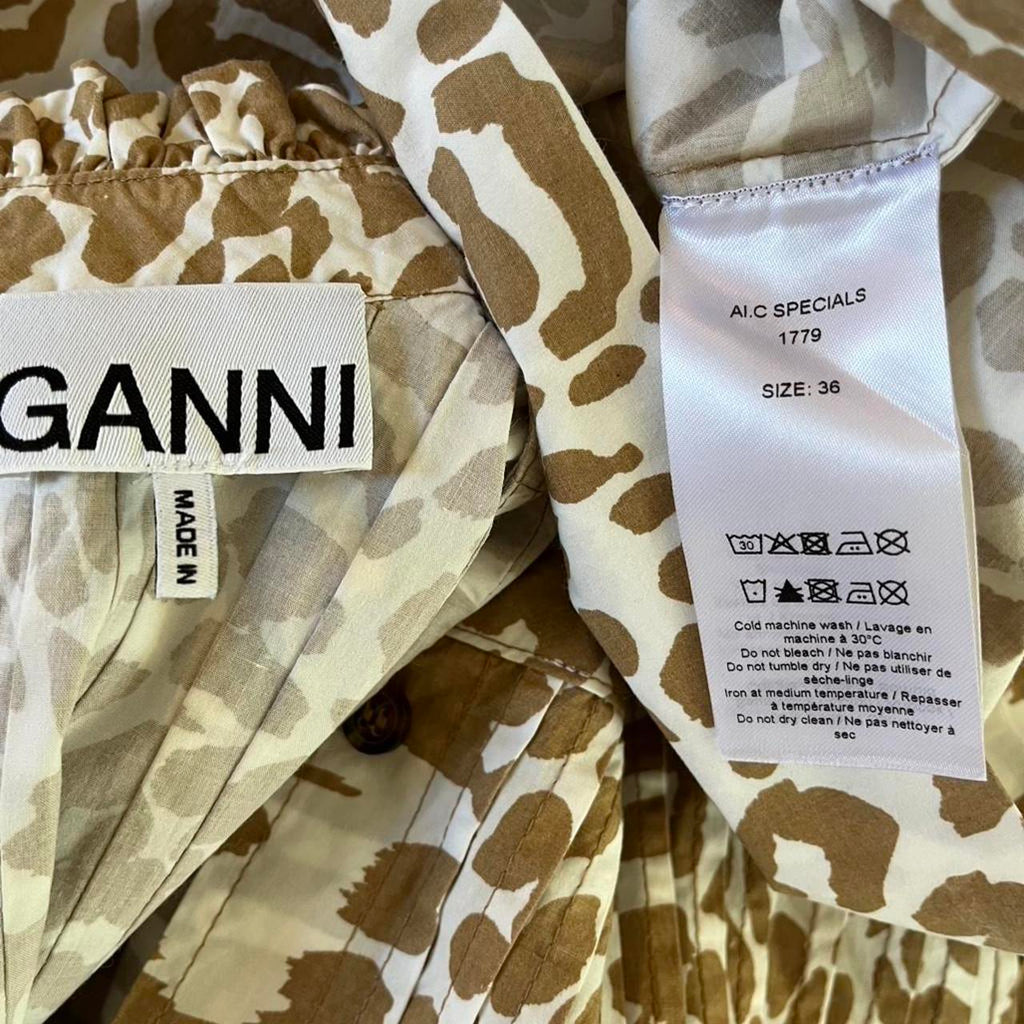 GANNI
MADE IN
AI.C SPECIALS
1779
SIZE: 36
30
Cold machine wash / Lavage en
machine à 30°C
Do not bleach / Ne pas blanchir
Do not tumble dry / Ne pas utiliser de
sèche-linge
Iron at medium temperature / Repasser
à température moyenne
Do not dry clean / Ne pas nettoyer à
sec